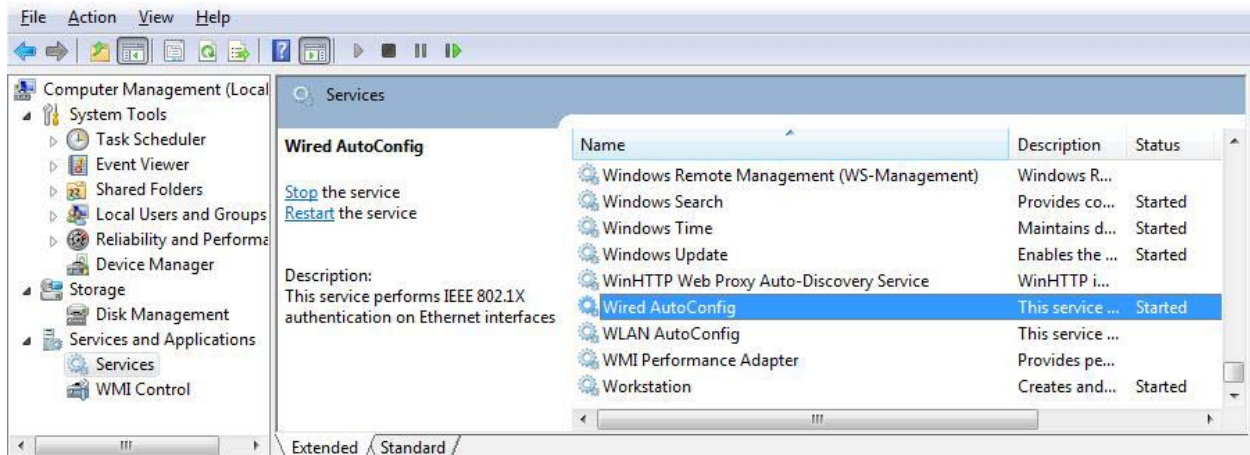 File Action View Help
Computer Management (Local
System Tools
Task Scheduler
Event Viewer
Shared Folders
Local Users and Groups
Reliability and Performa
Device Manager
Storage
Disk Management
Services and Applications
Services
WMI Control
Services
Wired AutoConfig
Stop the service
Restart the service
Description:
This service performs IEEE 802.1X
authentication on Ethernet interfaces
Name Description Status
Windows Remote Management (WS-Management) Windows R...
Windows Search Provides co... Started
Windows Time Maintains d... Started
Windows Update Enables the ... Started
WinHTTP Web Proxy Auto-Discovery Service WinHTTP i...
Wired AutoConfig This service ... Started
WLAN AutoConfig This service ...
WMI Performance Adapter Provides pe...
Workstation Creates and... Started
Extended Standard